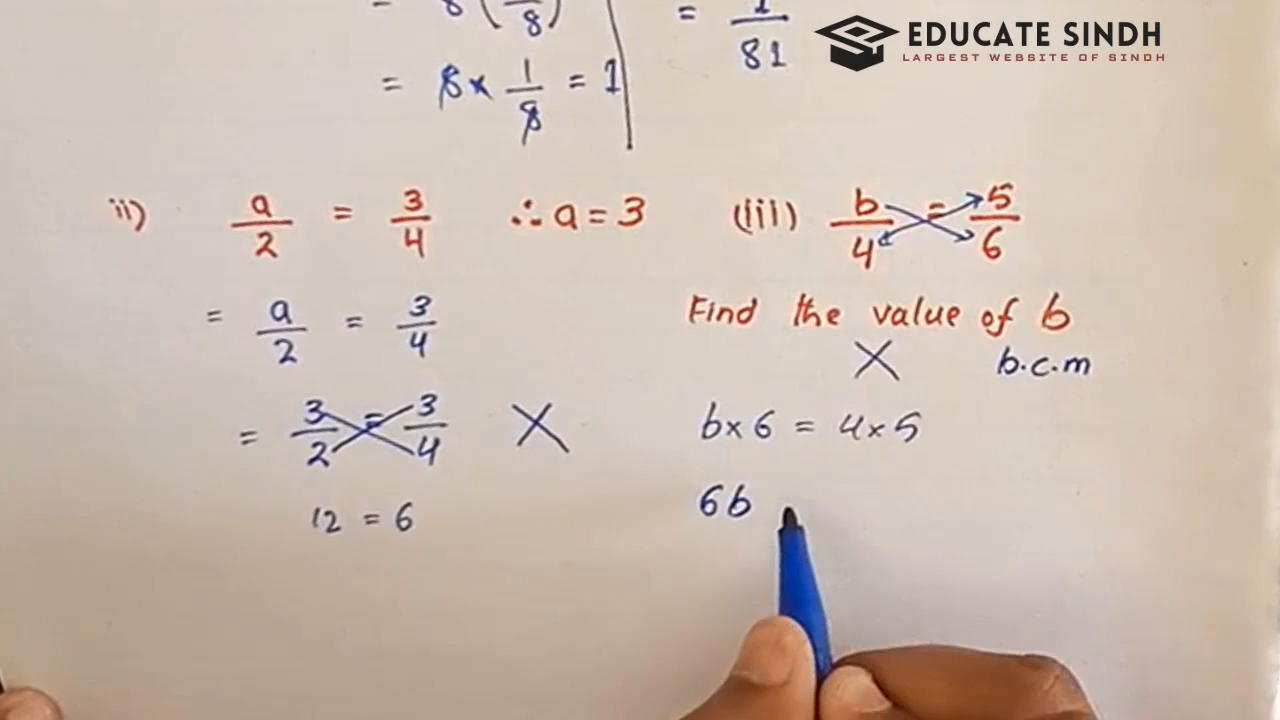 = 8 ( /8)
= 8 × 1/8 = 1
= 1/81
EDUCATE SINDH
LARGEST WEBSITE OF SINDH
ii) a/2 = 3/4 ∴ a = 3
= a/2 = 3/4
= 3/2 = 3/4 X
12 = 6
(iii) b/4 = 5/6
Find the value of b
X b.c.m
b× 6 = 4×5
6b